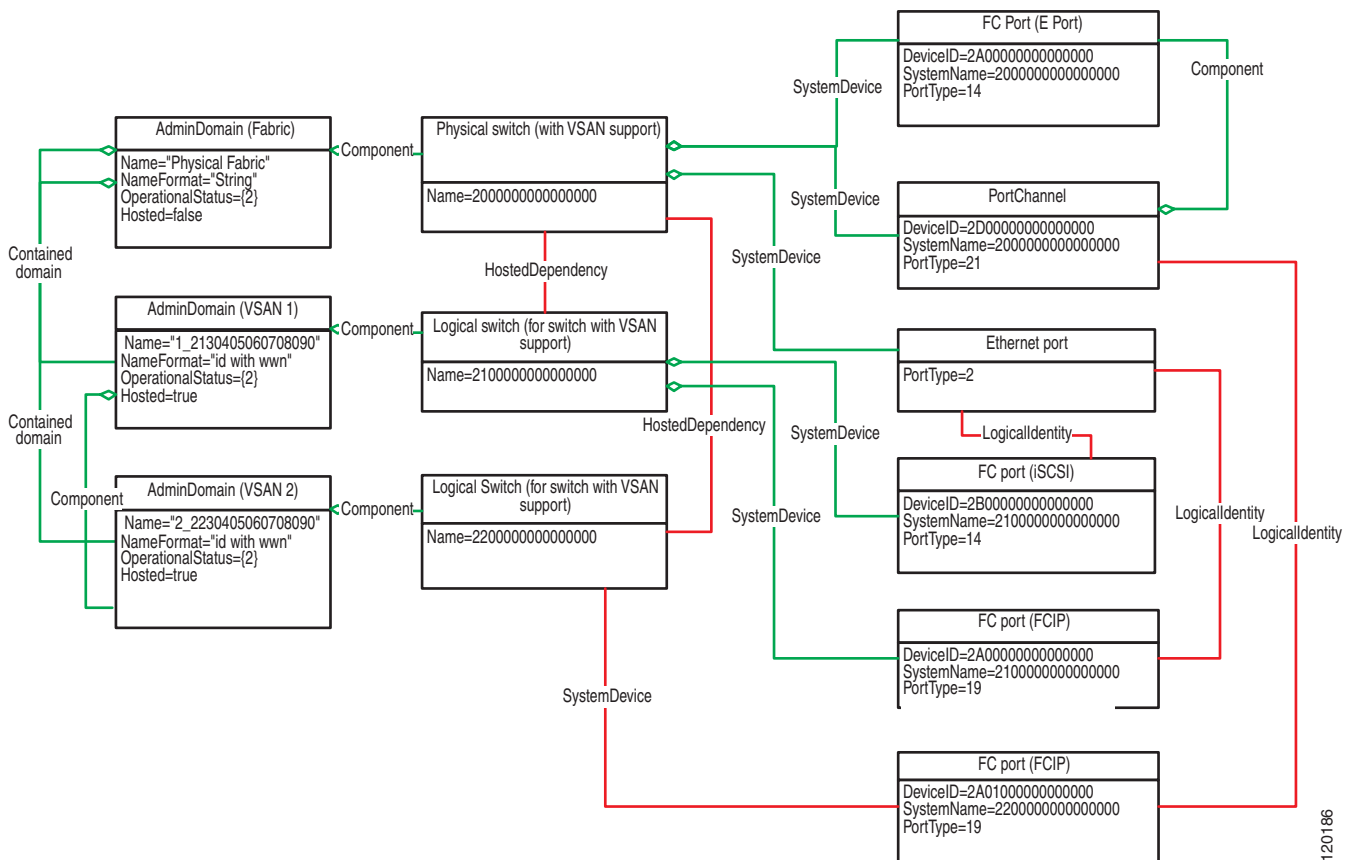 FC Port (E Port)
DeviceID=2A00000000000000
SystemName=2000000000000000
PortType=14
Component
SystemDevice
AdminDomain (Fabric)
Name="Physical Fabric"
NameFormat="String"
OperationalStatus={2}
Hosted=false
Component
Physical switch (with VSAN support)
Name=2000000000000000
SystemDevice
PortChannel
DeviceID=2D00000000000000
SystemName=2000000000000000
PortType=21
Contained
domain
HostedDependency
SystemDevice
AdminDomain (VSAN 1)
Name="1_2130405060708090"
NameFormat="id with wwn"
OperationalStatus={2}
Hosted=true
Component
Logical switch (for switch with VSAN
support)
Name=2100000000000000
Ethernet port
PortType=2
Contained
domain
HostedDependency
SystemDevice
LogicalIdentity
FC port (iSCSI)
DeviceID=2B00000000000000
SystemName=2100000000000000
PortType=14
Component
AdminDomain (VSAN 2)
Name="2_2230405060708090"
NameFormat="id with wwn"
OperationalStatus={2}
Hosted=true
Component
Logical Switch (for switch with VSAN
support)
Name=2200000000000000
SystemDevice
LogicalIdentity
LogicalIdentity
FC port (FCIP)
DeviceID=2A00000000000000
SystemName=2100000000000000
PortType=19
SystemDevice
FC port (FCIP)
DeviceID=2A01000000000000
SystemName=2200000000000000
PortType=19
120186